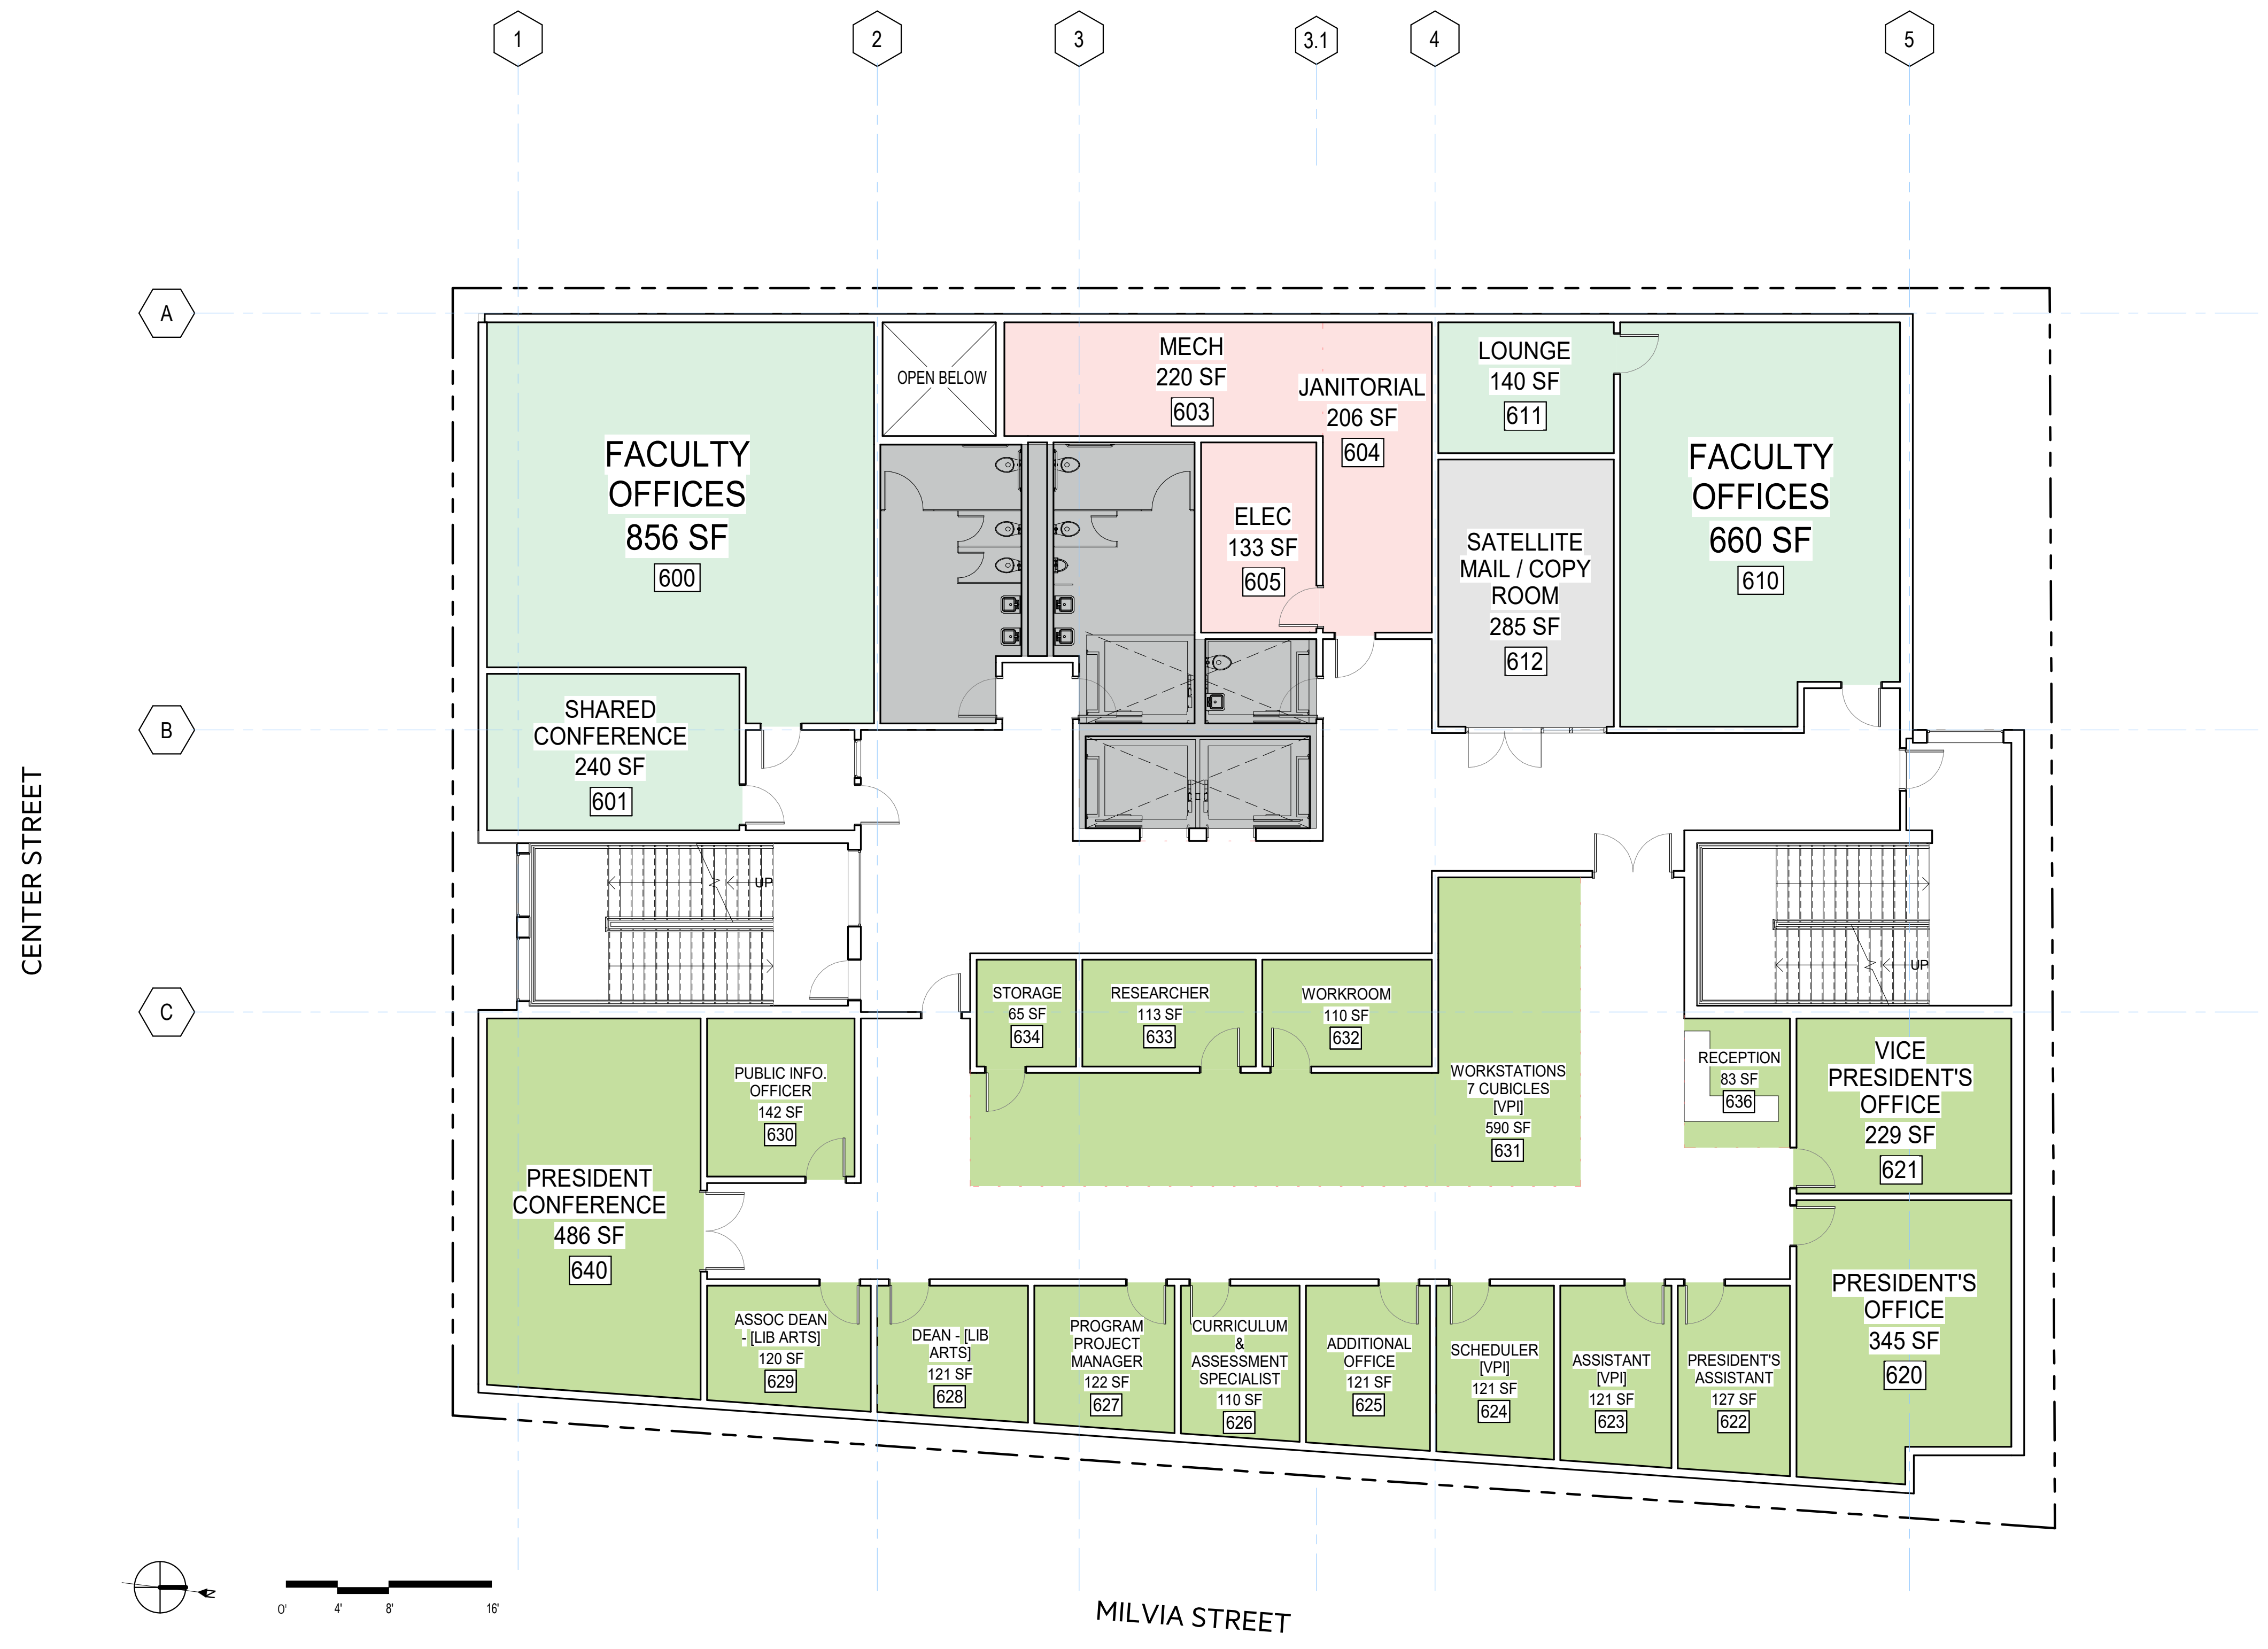 1
2
3
3.1
4
5
A
B
C
CENTER STREET
MILVIA STREET
FACULTY
OFFICES
856 SF
600
OPEN BELOW
MECH
220 SF
603
JANITORIAL
206 SF
604
ELEC
133 SF
605
LOUNGE
140 SF
611
SATELLITE
MAIL / COPY
ROOM
285 SF
612
FACULTY
OFFICES
660 SF
610
SHARED
CONFERENCE
240 SF
601
UP
UP
STORAGE
65 SF
634
RESEARCHER
113 SF
633
WORKROOM
110 SF
632
WORKSTATIONS
7 CUBICLES
[VPI]
590 SF
631
RECEPTION
83 SF
636
VICE
PRESIDENT'S
OFFICE
229 SF
621
PUBLIC INFO.
OFFICER
142 SF
630
PRESIDENT
CONFERENCE
486 SF
640
ASSOC DEAN
- [LIB ARTS]
120 SF
629
DEAN - [LIB
ARTS]
121 SF
628
PROGRAM
PROJECT
MANAGER
122 SF
627
CURRICULUM
&
ASSESSMENT
SPECIALIST
110 SF
626
ADDITIONAL
OFFICE
121 SF
625
SCHEDULER
[VPI]
121 SF
624
ASSISTANT
[VPI]
121 SF
623
PRESIDENT'S
ASSISTANT
127 SF
622
PRESIDENT'S
OFFICE
345 SF
620
N
0'
4'
8'
16'